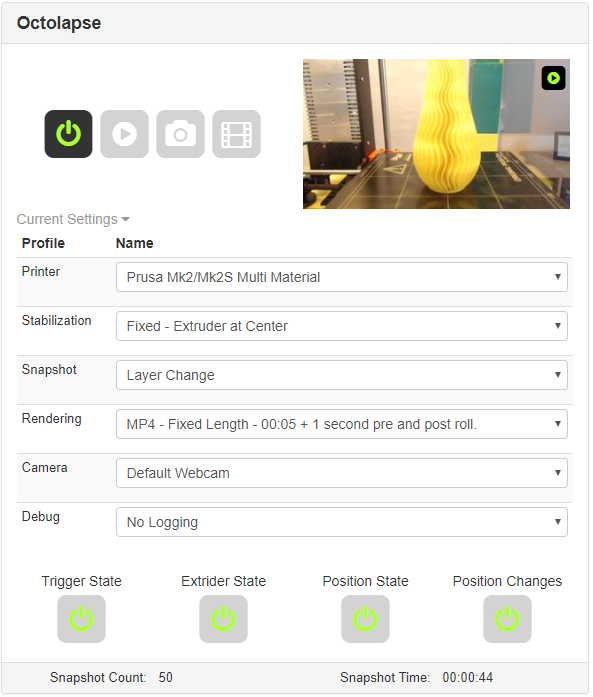 Octolapse
Current Settings
Profile Name
Printer Prusa Mk2/Mk2S Multi Material
Stabilization Fixed - Extruder at Center
Snapshot Layer Change
Rendering MP4 - Fixed Length - 00:05 + 1 second pre and post roll.
Camera Default Webcam
Debug No Logging
Trigger State Extrider State Position State Position Changes
Snapshot Count: 50 Snapshot Time: 00:00:44